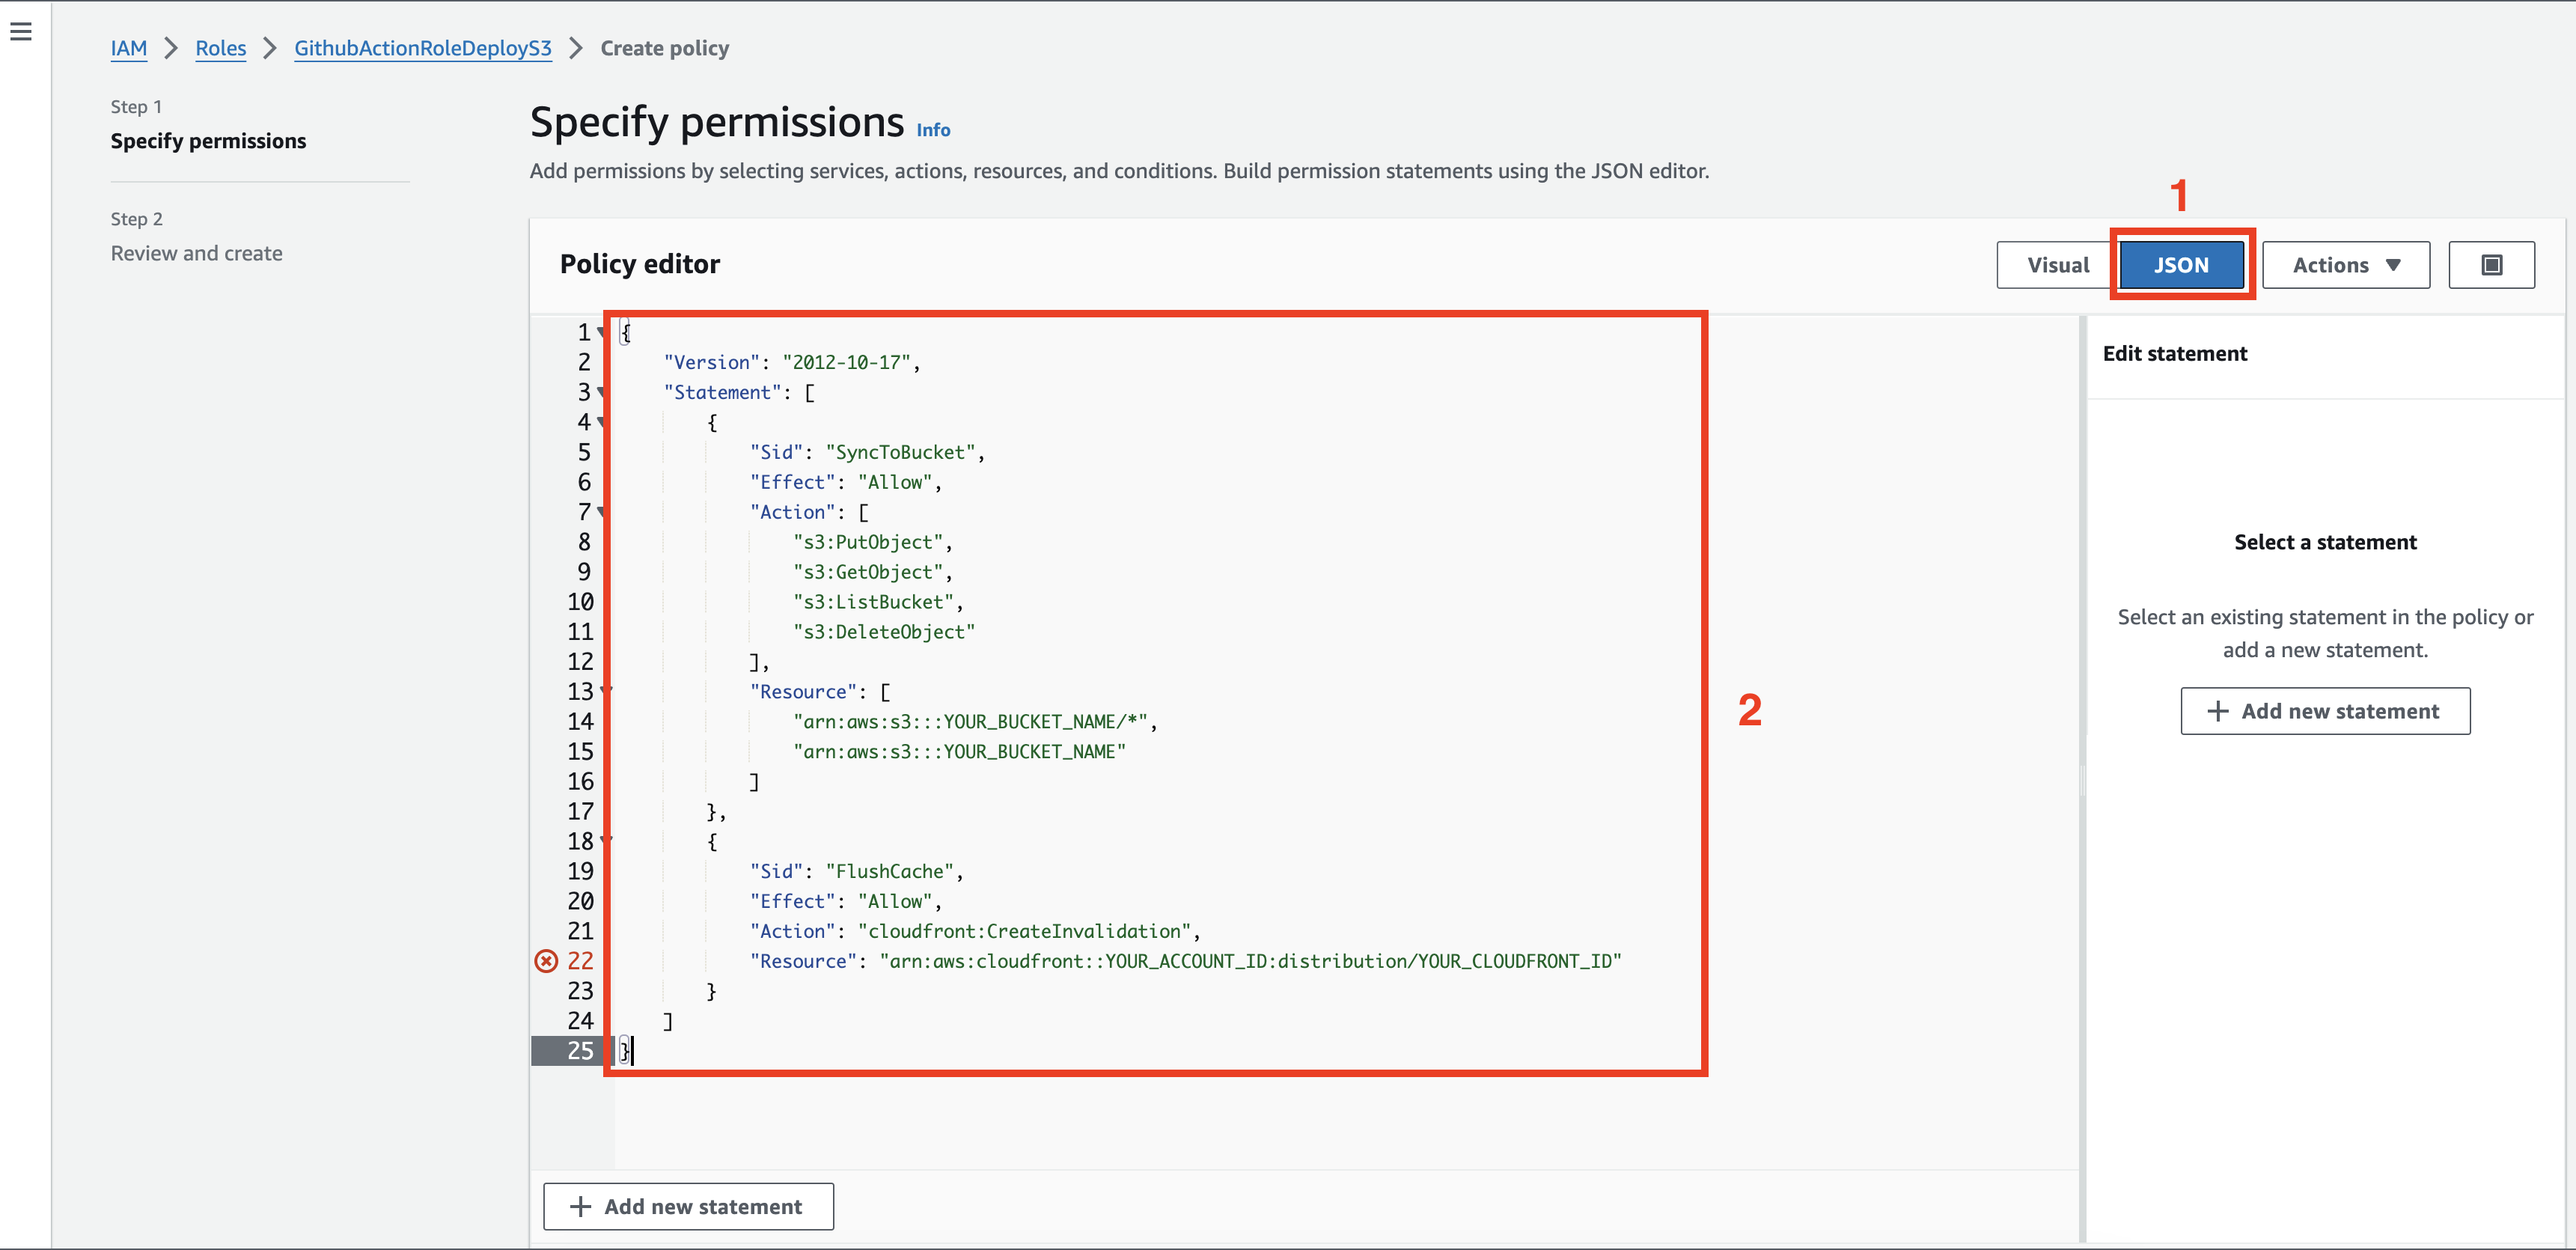 IAM > Roles > GithubActionRoleDeployS3 > Create policy
Step 1
Specify permissions
Step 2
Review and create
Specify permissions Info
Add permissions by selecting services, actions, resources, and conditions. Build permission statements using the JSON editor.
1
Policy editor
Visual JSON Actions
1 {
2     "Version": "2012-10-17",
3     "Statement": [
4         {
5             "Sid": "SyncToBucket",
6             "Effect": "Allow",
7             "Action": [
8                 "s3:PutObject",
9                 "s3:GetObject",
10                 "s3:ListBucket",
11                 "s3:DeleteObject"
12             ],
13             "Resource": [
14                 "arn:aws:s3:::YOUR_BUCKET_NAME/*",
15                 "arn:aws:s3:::YOUR_BUCKET_NAME"
16             ]
17         },
18         {
19             "Sid": "FlushCache",
20             "Effect": "Allow",
21             "Action": "cloudfront:CreateInvalidation",
22             "Resource": "arn:aws:cloudfront::YOUR_ACCOUNT_ID:distribution/YOUR_CLOUDFRONT_ID"
23         }
24     ]
25 }
2
+ Add new statement
Edit statement
Select a statement
Select an existing statement in the policy or
add a new statement.
+ Add new statement